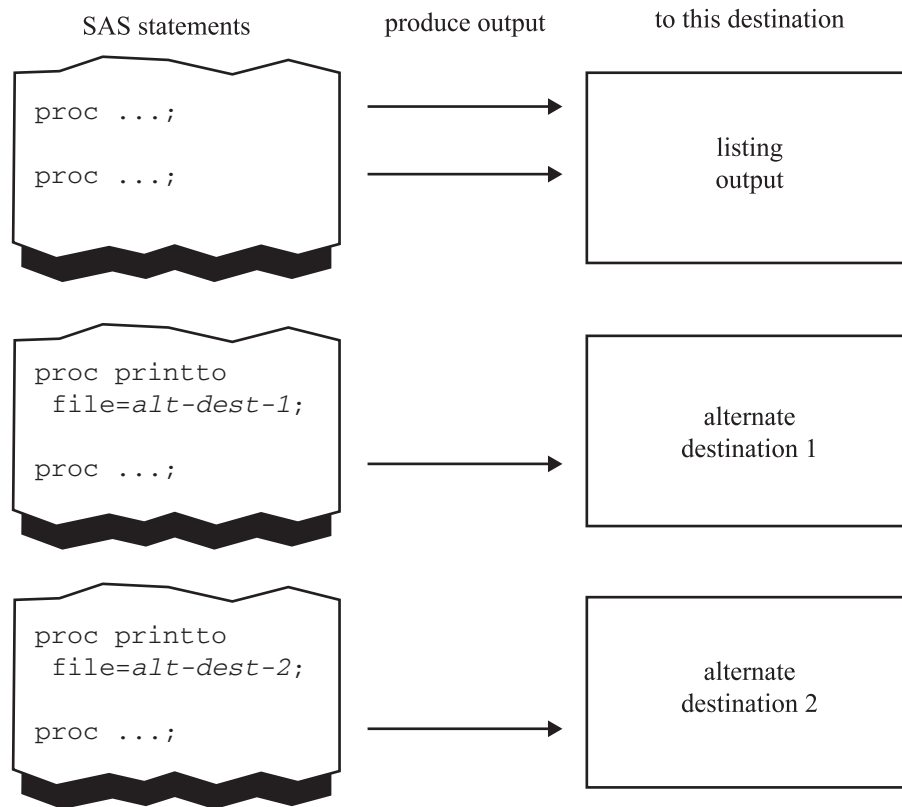 SAS statements
produce output
to this destination
proc ...;
proc ...;
listing
output
proc printto
file=alt-dest-1;
proc ...;
alternate
destination 1
proc printto
file=alt-dest-2;
proc ...;
alternate
destination 2